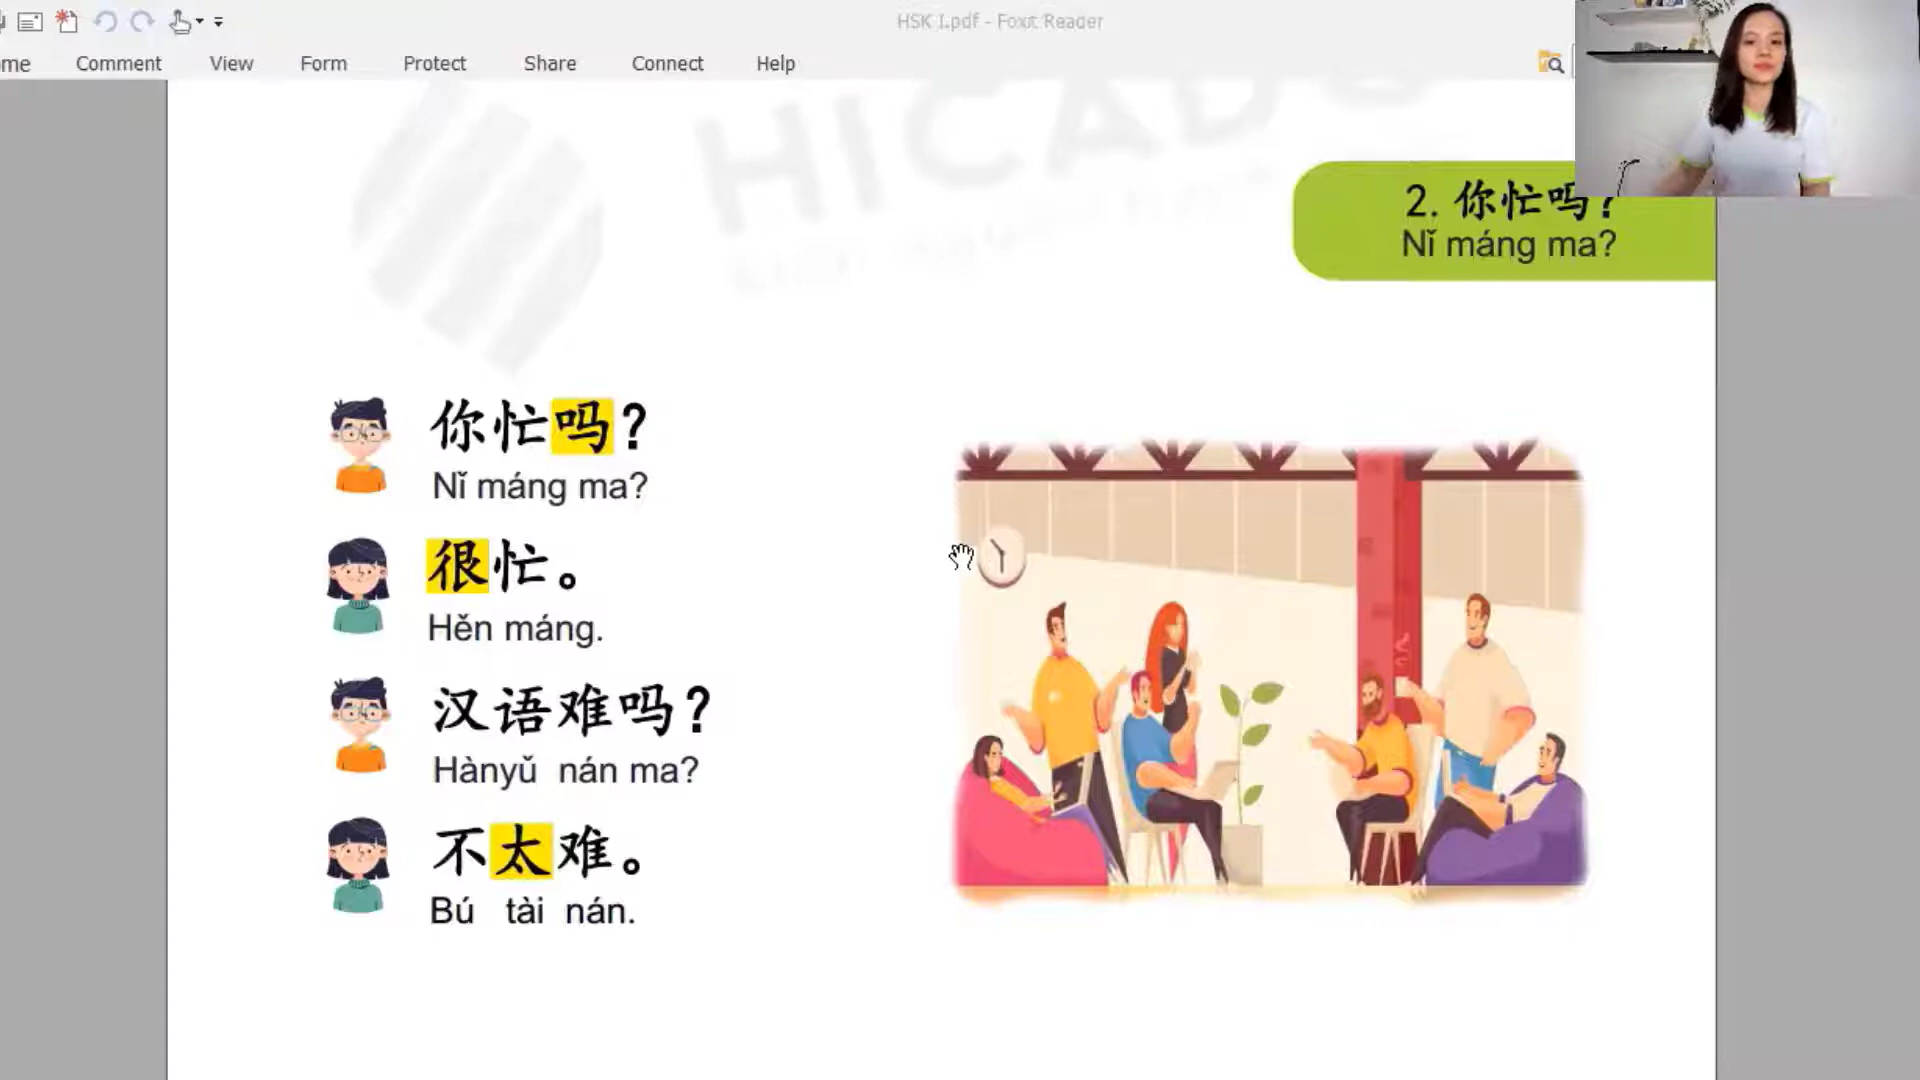 HSK I.pdf - Foxit Reader
me Comment View Form Protect Share Connect Help
HICAD
2. 你忙吗?
Nǐ máng ma?
你忙吗?
Nǐ máng ma?
很忙。
Hěn máng.
汉语难吗?
Hànyǔ nán ma?
不太难。
Bú tài nán.